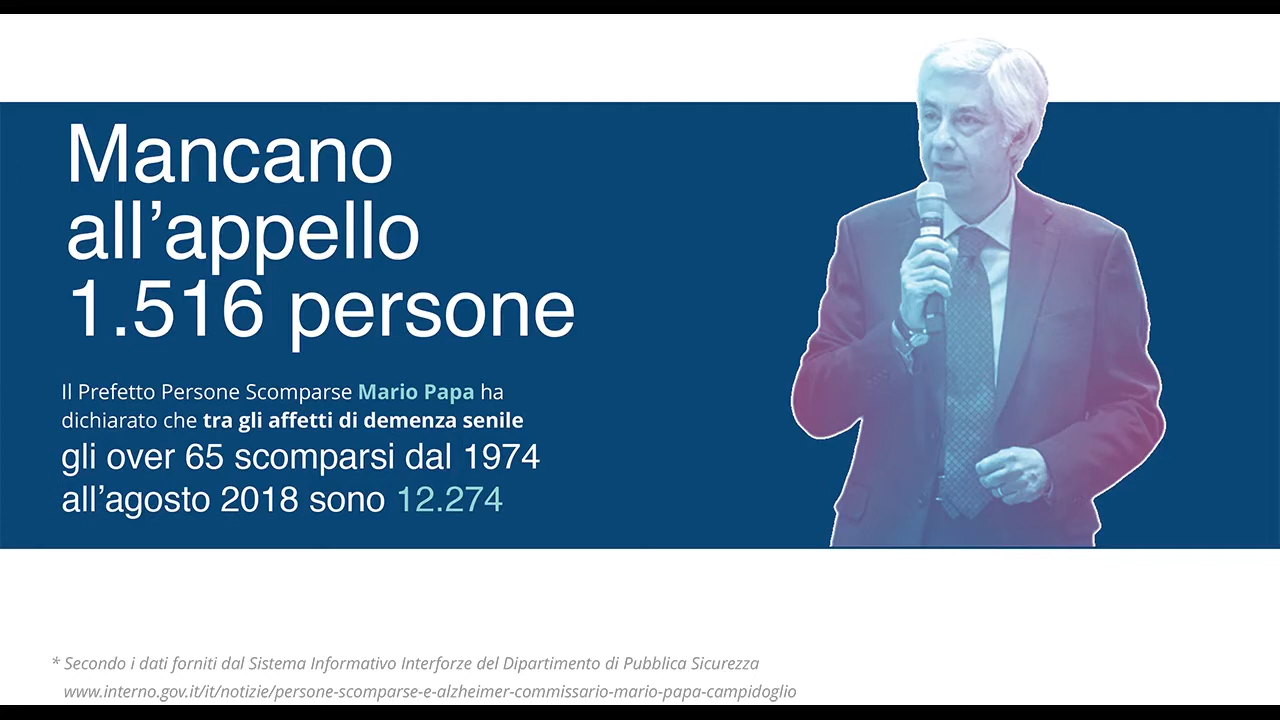 Mancano
all’appello
1.516 persone
Il Prefetto Persone Scomparse Mario Papa ha
dichiarato che tra gli affetti di demenza senile
gli over 65 scomparsi dal 1974
all’agosto 2018 sono 12.274
* Secondo i dati forniti dal Sistema Informativo Interforze del Dipartimento di Pubblica Sicurezza
www.interno.gov.it/it/notizie/persone-scomparse-e-alzheimer-commissario-mario-papa-campidoglio